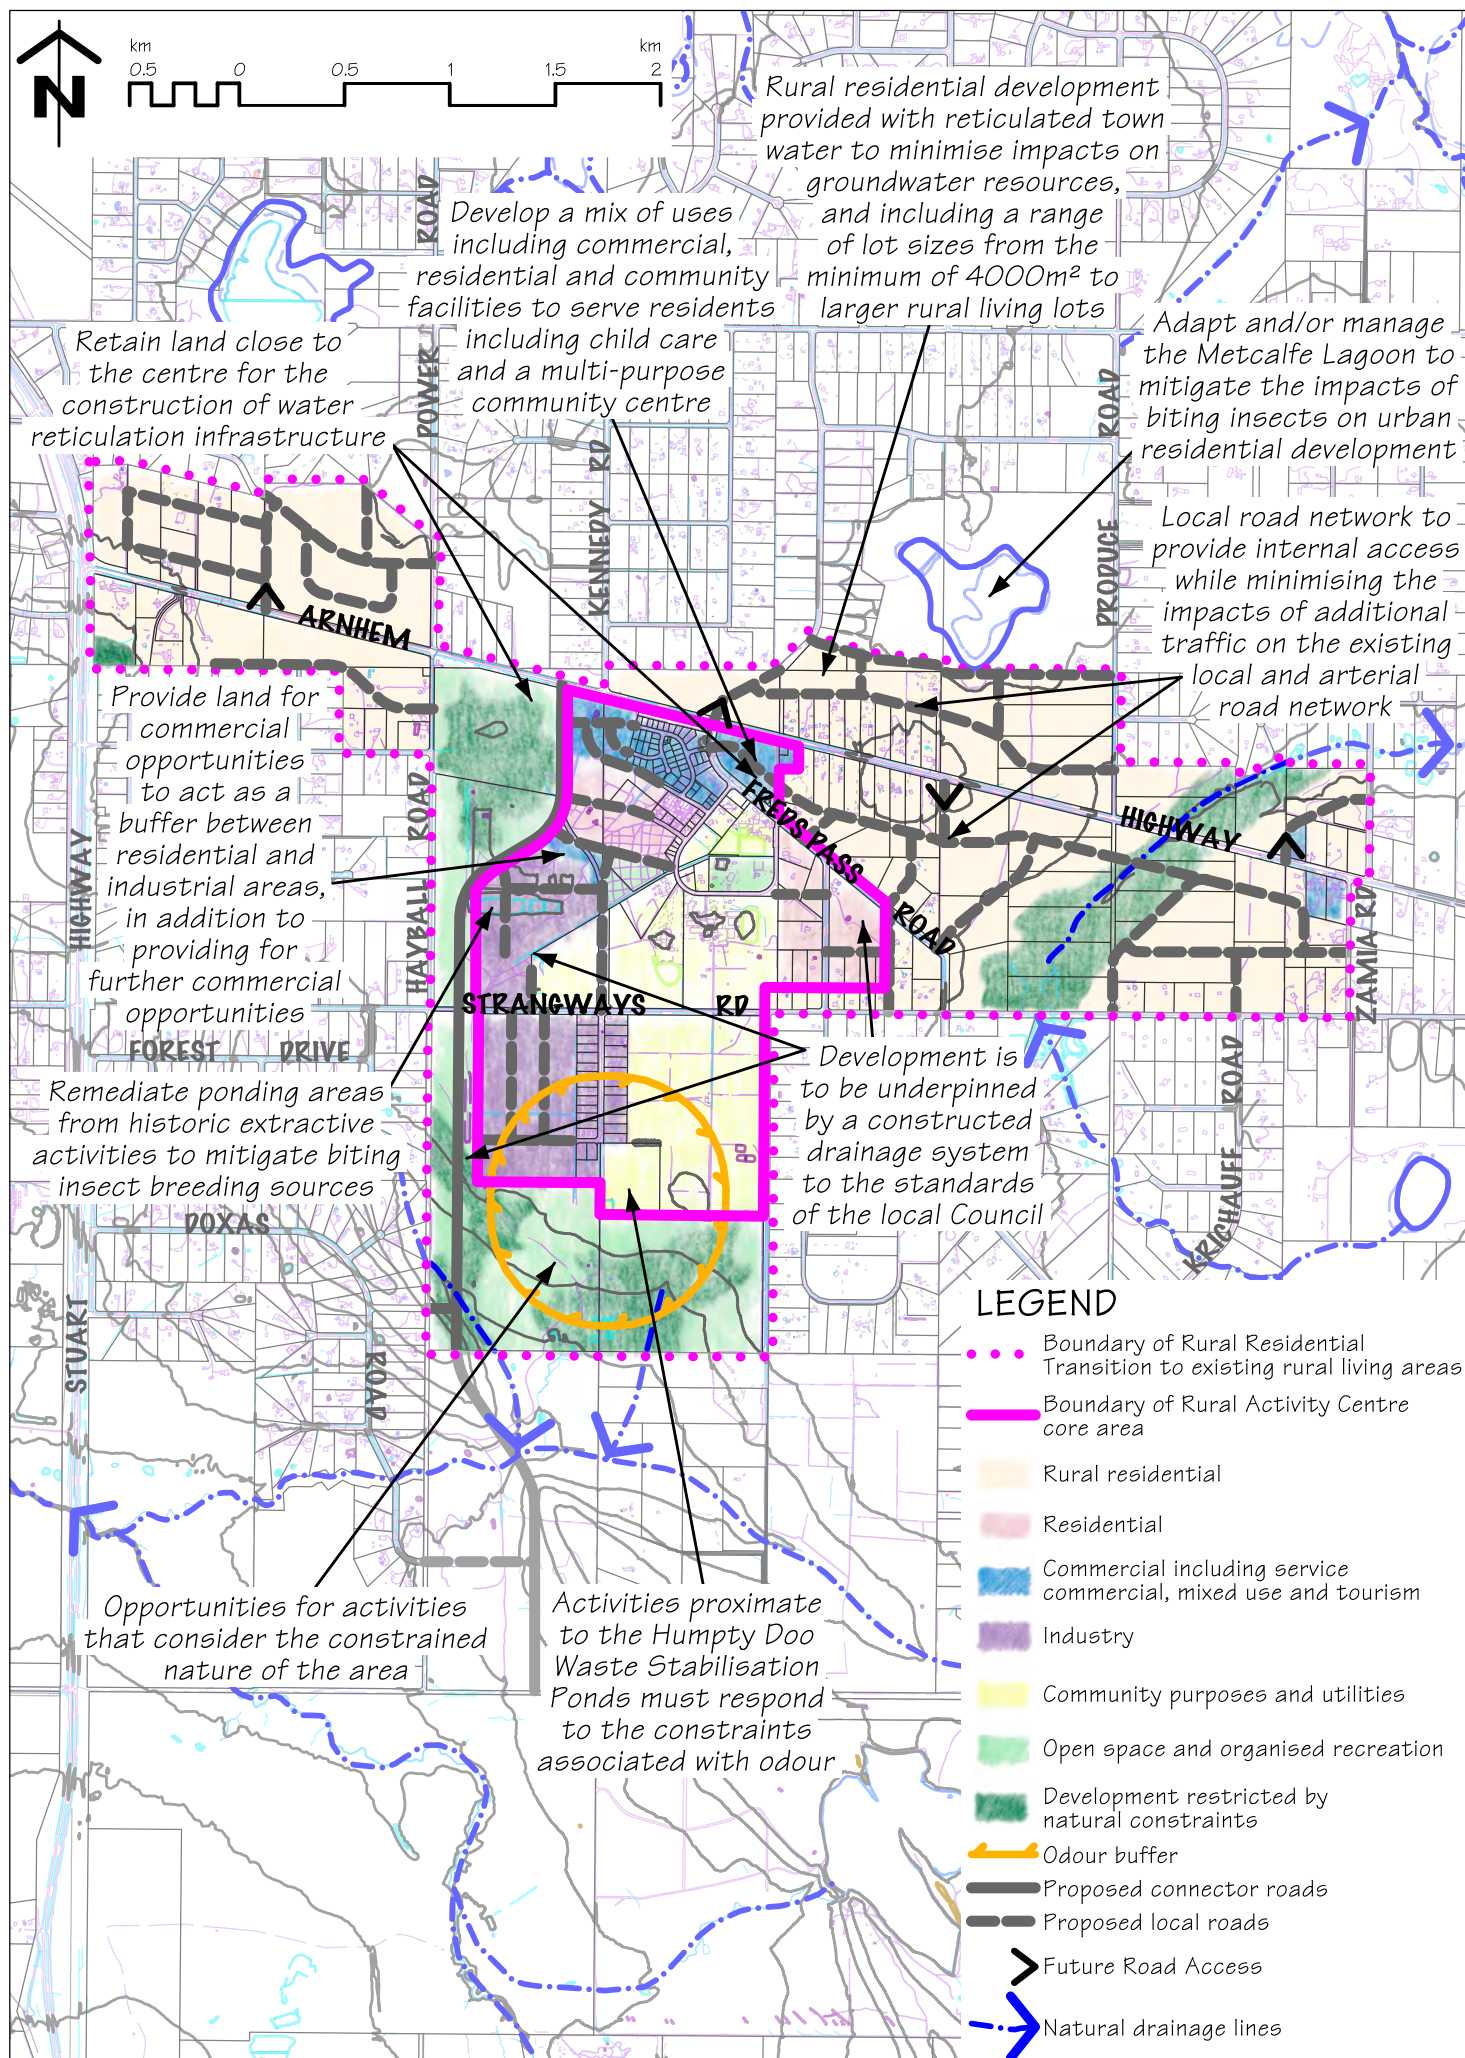 km
km
0.5
0
0.5
1
1.5
2
N
Rural residential development
provided with reticulated town
water to minimise impacts on
groundwater resources,
and including a range
of lot sizes from the
minimum of 4000m² to
larger rural living lots
Develop a mix of uses
including commercial,
residential and community
facilities to serve residents
including child care
and a multi-purpose
community centre
Retain land close to
the centre for the
construction of water
reticulation infrastructure
Adapt and/or manage
the Metcalfe Lagoon to
mitigate the impacts of
biting insects on urban
residential development
Local road network to
provide internal access
while minimising the
impacts of additional
traffic on the existing
local and arterial
road network
POWER ROAD
KENNEDY RD
PRODUCE ROAD
ARNHEM
HIGHWAY
FREDS PASS
ROAD
Provide land for
commercial
opportunities
to act as a
buffer between
residential and
industrial areas,
in addition to
providing for
further commercial
opportunities
HAYBALL ROAD
STUART HIGHWAY
ZAMIA RD
STRANGWAYS RD
FOREST DRIVE
Remediate ponding areas
from historic extractive
activities to mitigate biting
insect breeding sources
Development is
to be underpinned
by a constructed
drainage system
to the standards
of the local Council
DOXAS
ROAD
KRICHAUFF ROAD
Opportunities for activities
that consider the constrained
nature of the area
Activities proximate
to the Humpty Doo
Waste Stabilisation
Ponds must respond
to the constraints
associated with odour
LEGEND
Boundary of Rural Residential
Transition to existing rural living areas
Boundary of Rural Activity Centre
core area
Rural residential
Residential
Commercial including service
commercial, mixed use and tourism
Industry
Community purposes and utilities
Open space and organised recreation
Development restricted by
natural constraints
Odour buffer
Proposed connector roads
Proposed local roads
Future Road Access
Natural drainage lines